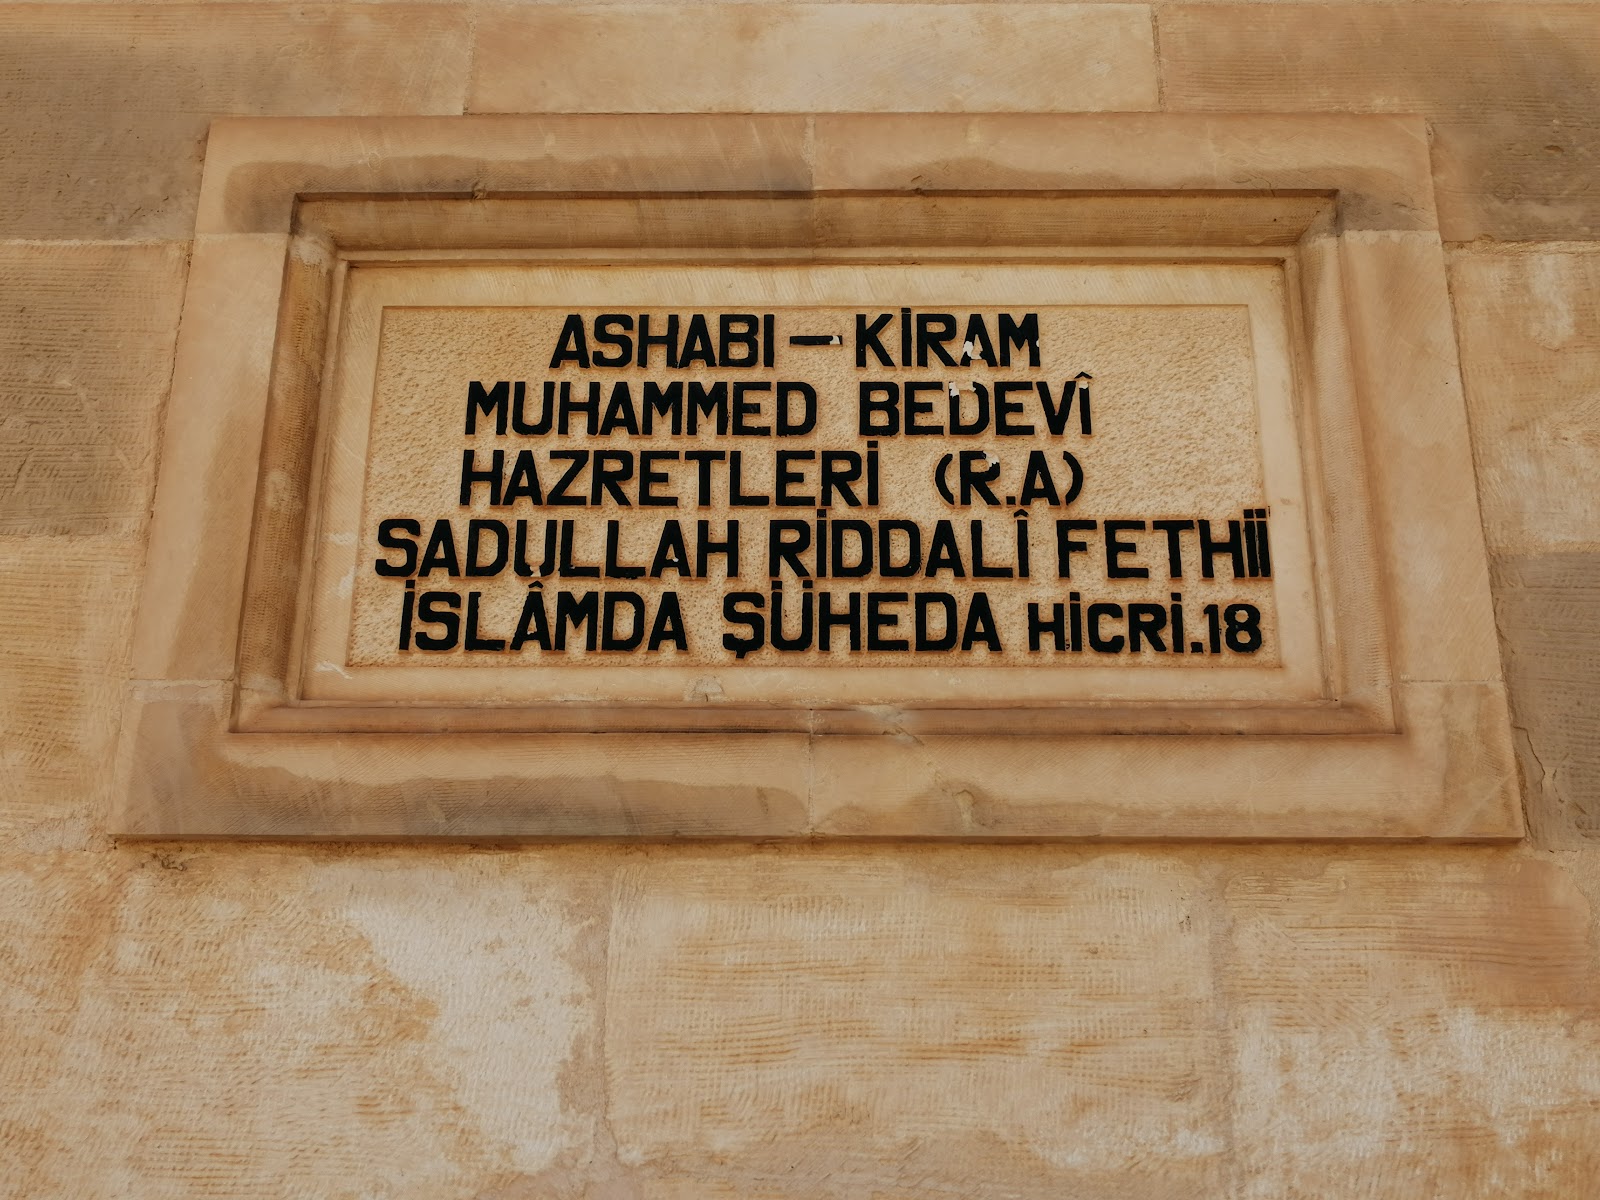 ASHABI – KİRAM
MUHAMMED BEDEVÎ
HAZRETLERİ (R.A)
SADULLAH RİDDALÎ FETHİİ
İSLÂMDA ŞÜHEDA HİCRİ.18